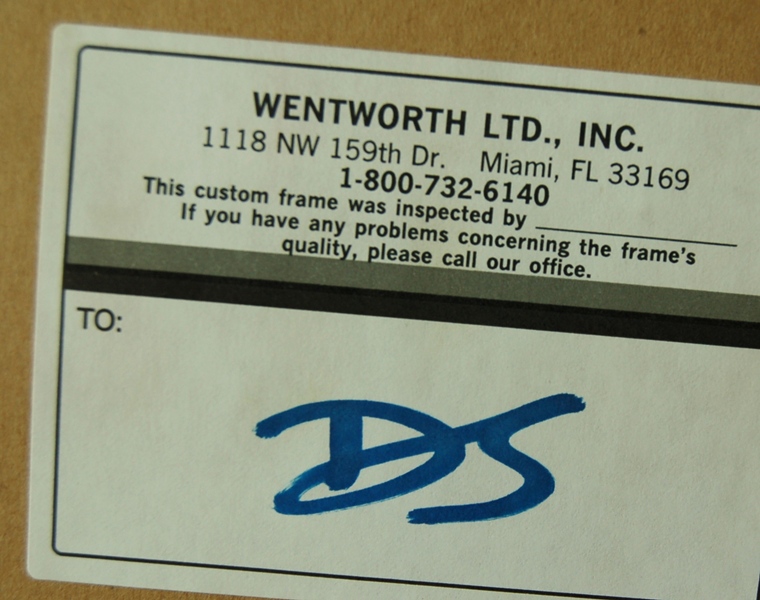 WENTWORTH LTD., INC.
1118 NW 159th Dr. Miami, FL 33169
1-800-732-6140
This custom frame was inspected by
If you have any problems concerning the frame's
quality, please call our office.
TO:
DS